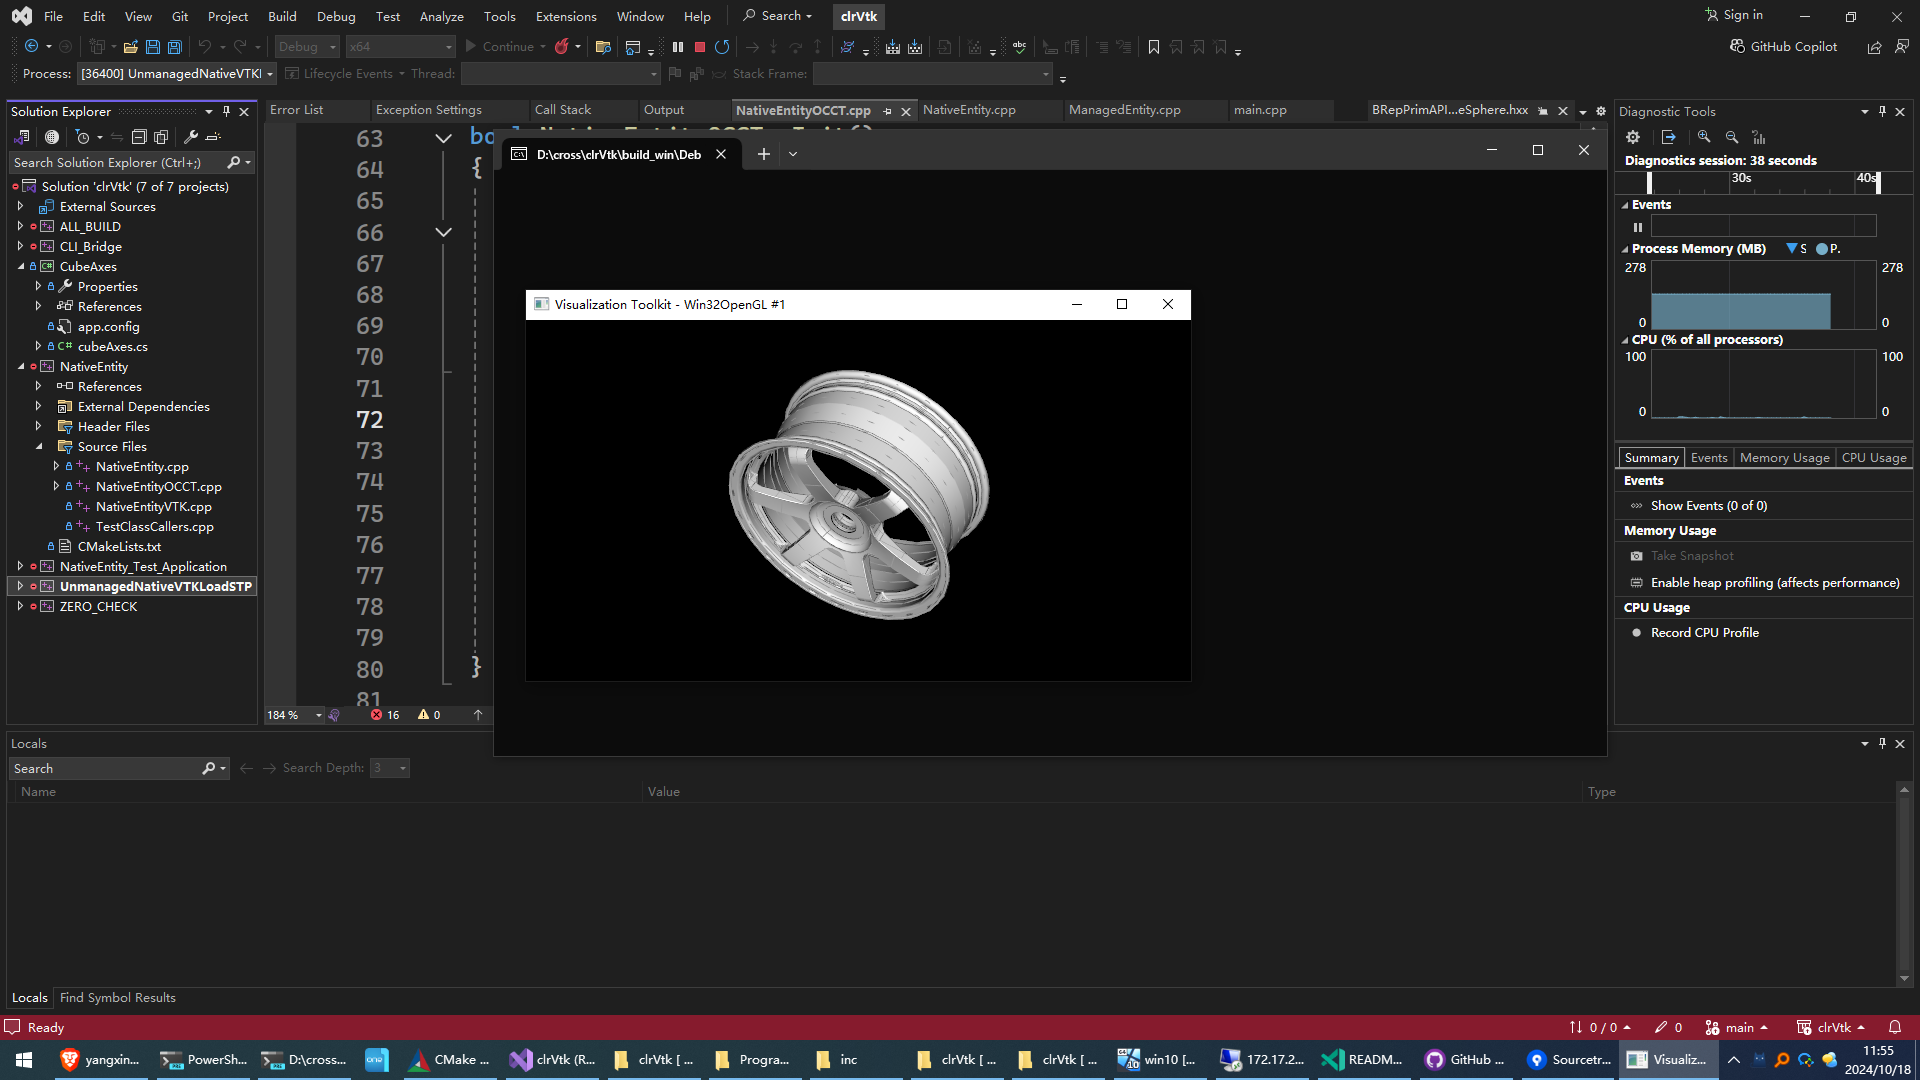 File Edit View Git Project Build Debug Test Analyze Tools Extensions Window Help Search clrVtk Sign in
Debug x64 Continue GitHub Copilot
Process: [36400] UnmanagedNativeVTKl Lifecycle Events Thread: Stack Frame:
Solution Explorer
Search Solution Explorer (Ctrl+;)
Solution 'clrVtk' (7 of 7 projects)
External Sources
ALL_BUILD
CLI_Bridge
CubeAxes
Properties
References
app.config
C# cubeAxes.cs
NativeEntity
References
External Dependencies
Header Files
Source Files
NativeEntity.cpp
NativeEntityOCCT.cpp
NativeEntityVTK.cpp
TestClassCallers.cpp
CMakeLists.txt
NativeEntity_Test_Application
UnmanagedNativeVTKLoadSTP
ZERO_CHECK
Error List Exception Settings Call Stack Output NativeEntityOCCT.cpp NativeEntity.cpp ManagedEntity.cpp main.cpp BRepPrimAPI...eSphere.hxx
63
64 {
65
66
67
68
69
70
71
72
73
74
75
76
77
78
79
80 }
81
184 % 16 0
D:\cross\clrVtk\build_win\Deb
Visualization Toolkit - Win32OpenGL #1
Diagnostic Tools
Diagnostics session: 38 seconds
30s 40s
Events
Process Memory (MB) S P.
278 278
0 0
CPU (% of all processors)
100 100
0 0
Summary Events Memory Usage CPU Usage
Events
Show Events (0 of 0)
Memory Usage
Take Snapshot
Enable heap profiling (affects performance)
CPU Usage
Record CPU Profile
Locals
Search Search Depth: 3
Name Value Type
Locals Find Symbol Results
Ready 0 / 0 0 main clrVtk
yangxin... PowerSh... D:\cross... one CMake ... clrVtk (R... clrVtk [ ... Progra... inc clrVtk [ ... clrVtk [ ... win10 [... 172.17.2... READM... GitHub ... Sourcetr... Visualiz...
11:55
2024/10/18